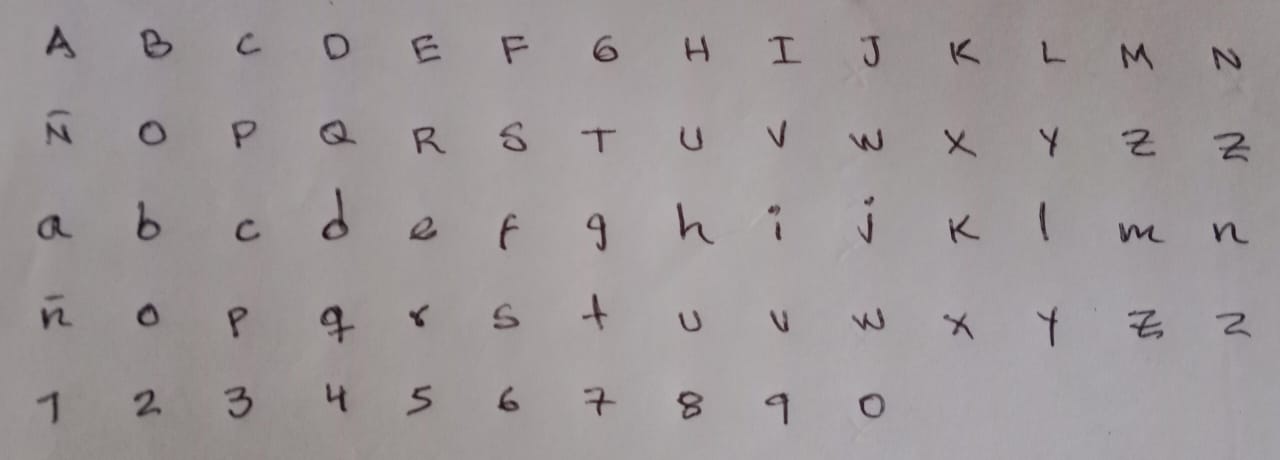 A B C D E F G H I J K L M N
Ñ O P Q R S T U V W X Y Z Z
a b c d e f g h i j k l m n
ñ o p q r s t u v w x y z z
1 2 3 4 5 6 7 8 9 0